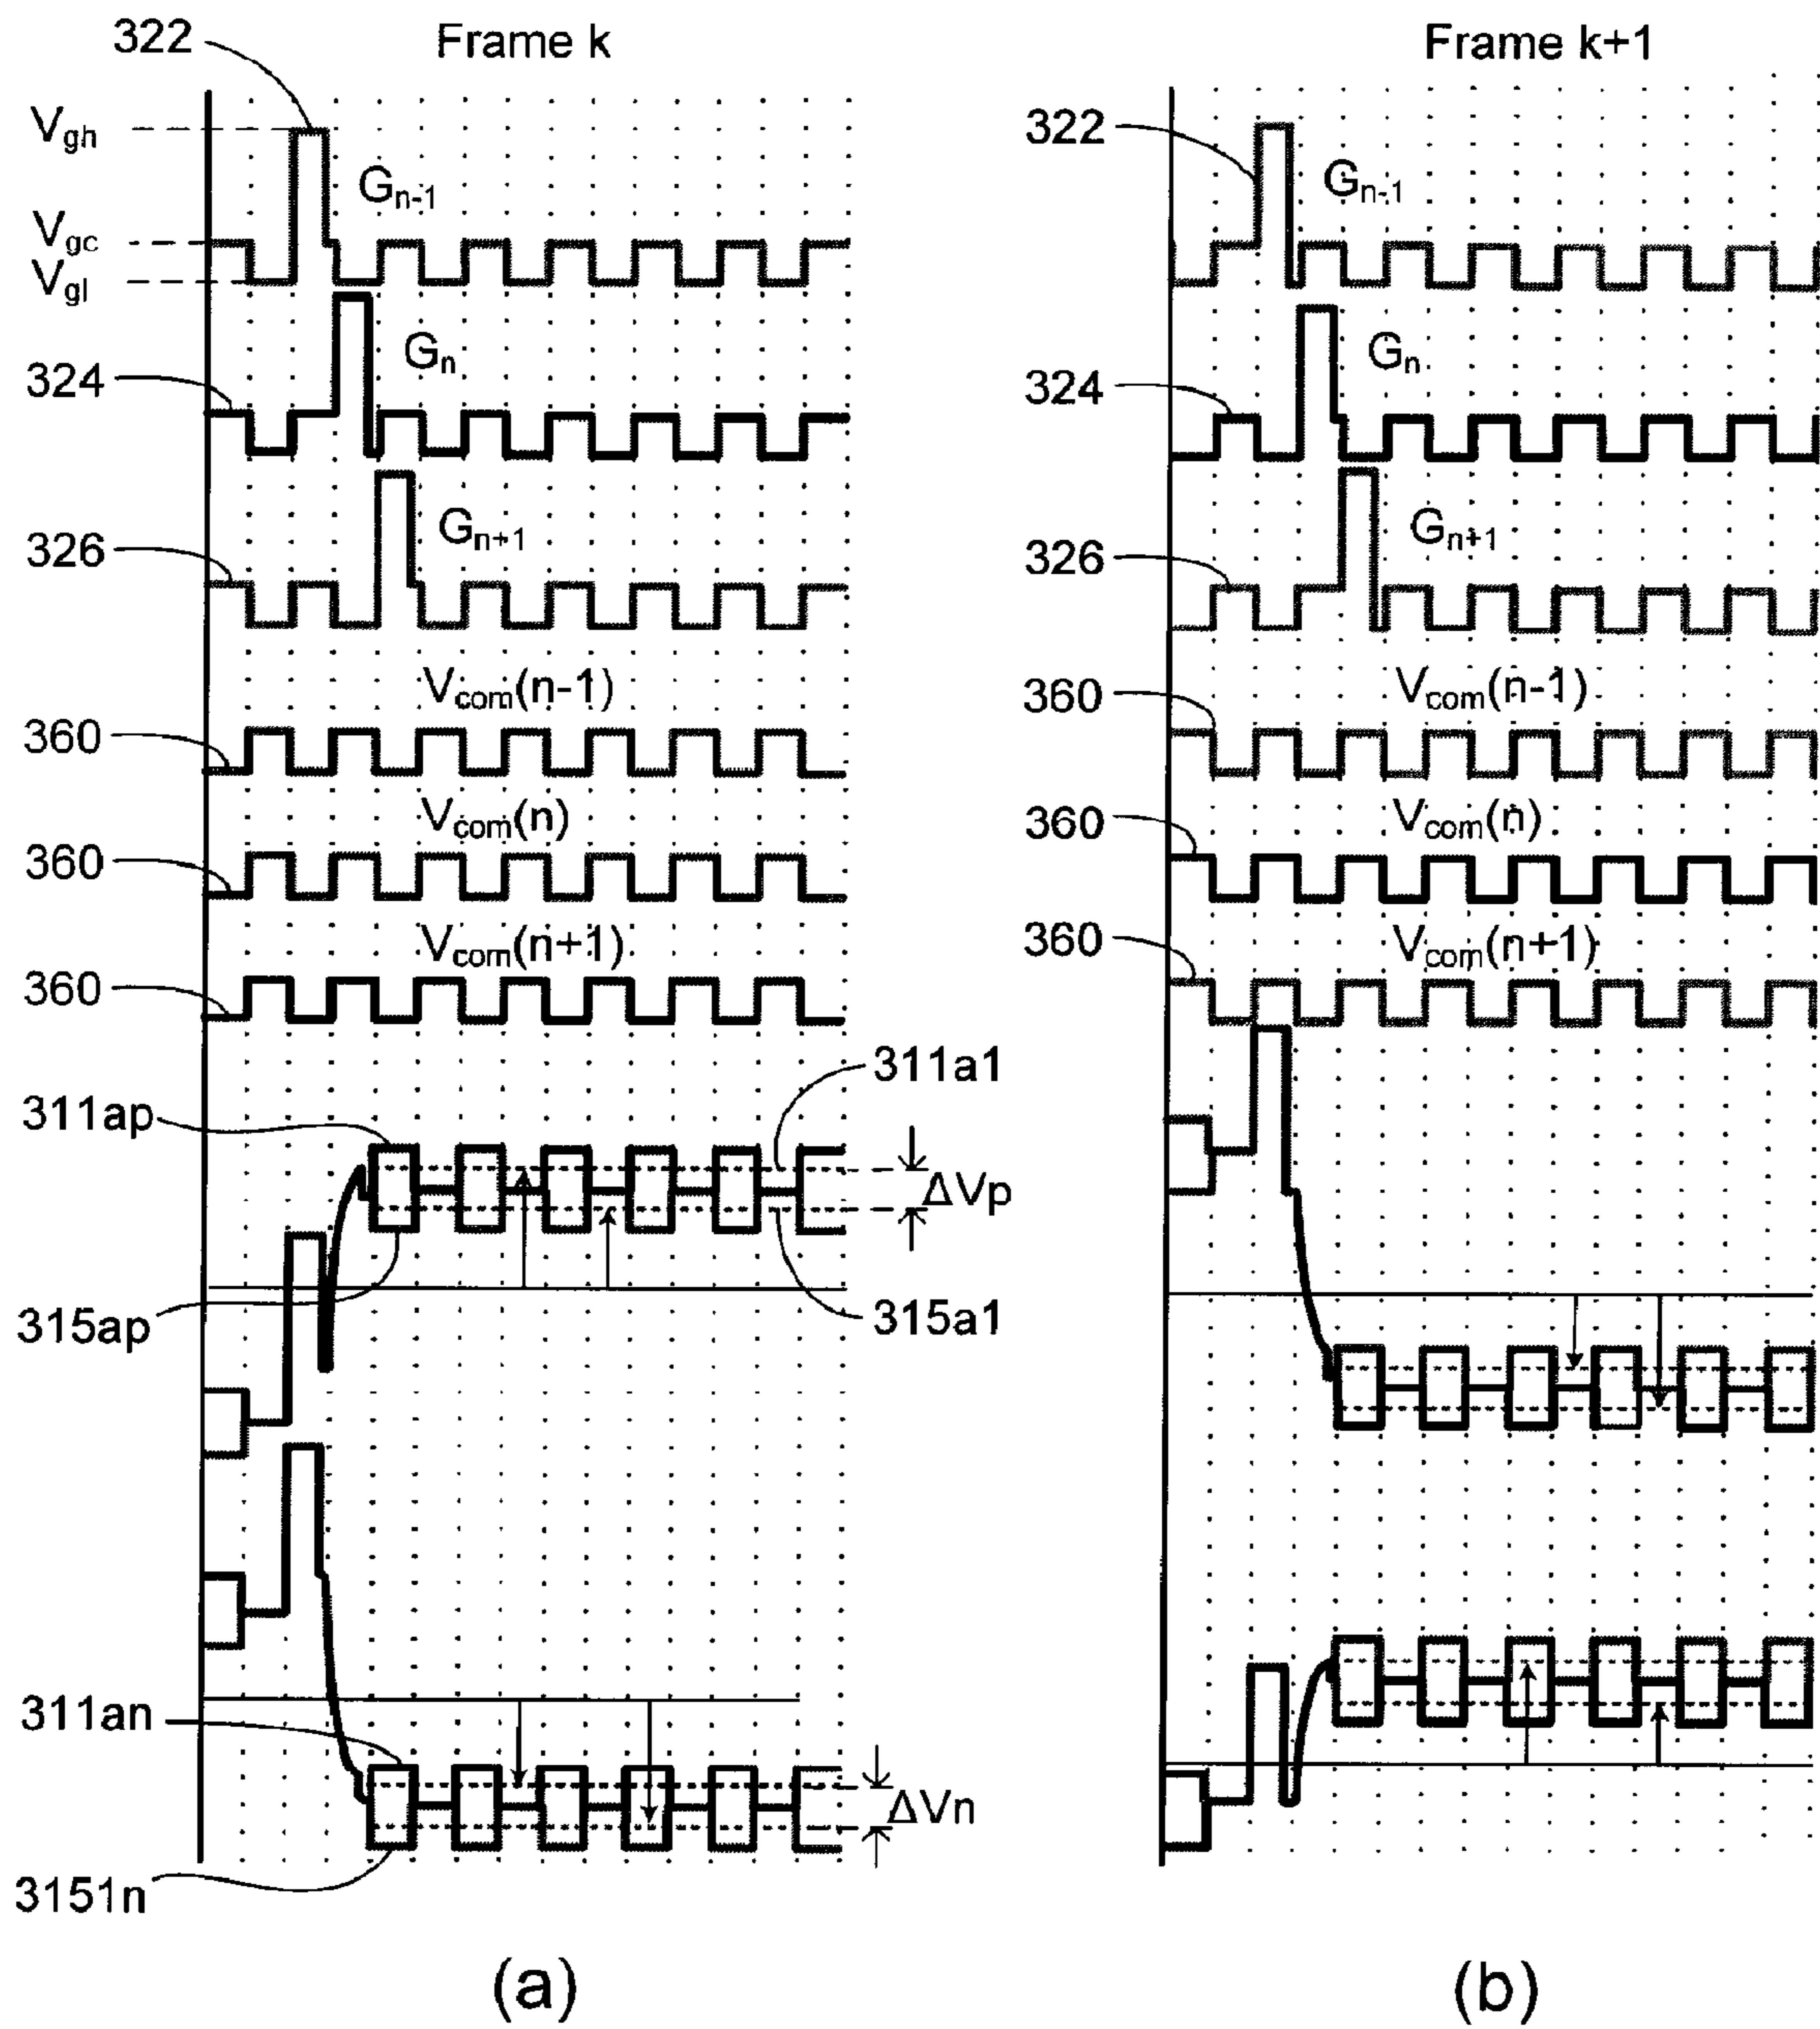 Frame k
322
V_gh
G_n-1
V_gc
V_gl
G_n
324
G_n+1
326
V_com(n-1)
360
V_com(n)
360
V_com(n+1)
360
311a1
311ap
ΔVp
315ap
315a1
311an
ΔVn
3151n
(a)
Frame k+1
322
G_n-1
G_n
324
G_n+1
326
V_com(n-1)
360
V_com(n)
360
V_com(n+1)
360
(b)